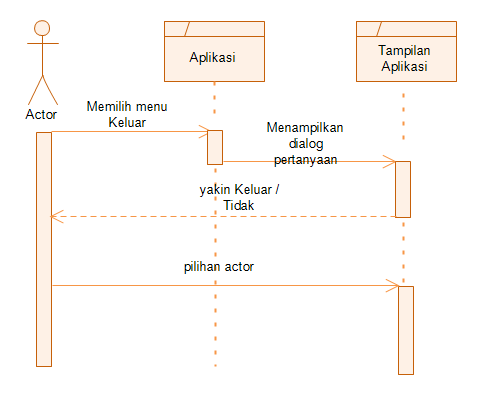 Aplikasi
Tampilan
Aplikasi
Actor
Memilih menu
Keluar
Menampilkan
dialog
pertanyaan
yakin Keluar /
Tidak
pilihan actor